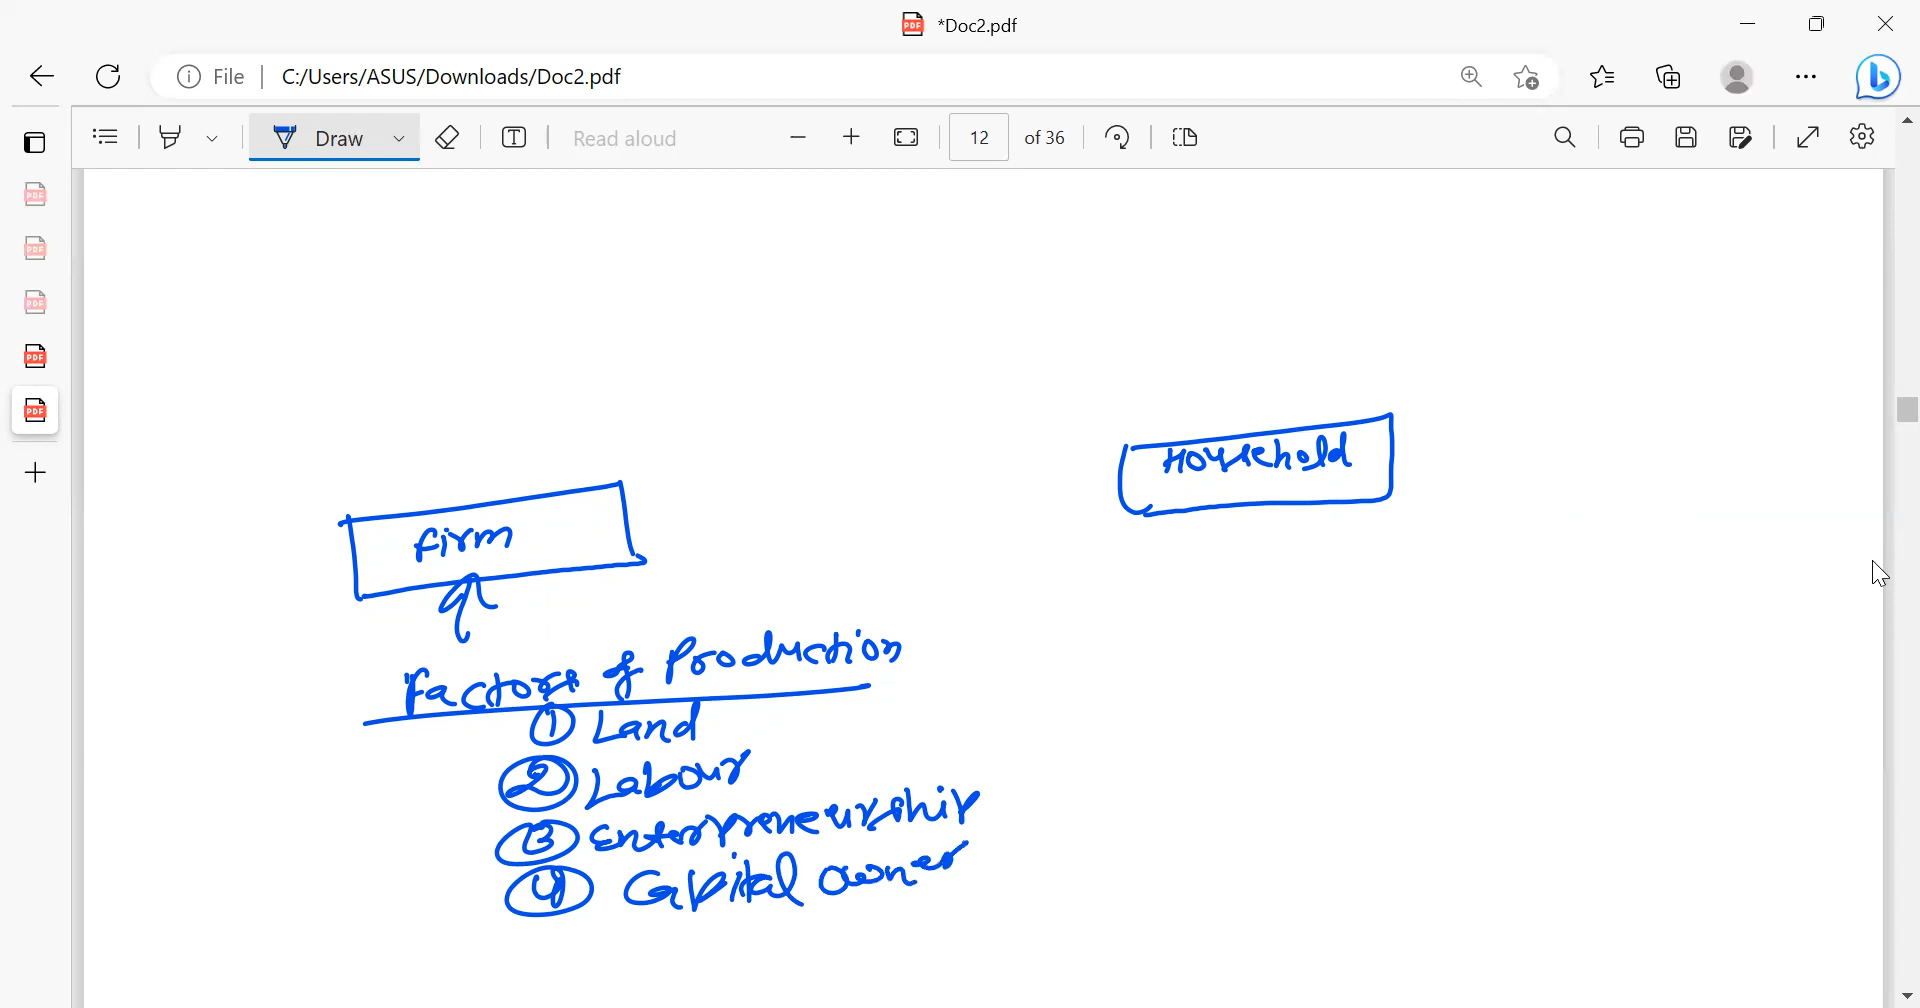 *Doc2.pdf
File
C:/Users/ASUS/Downloads/Doc2.pdf
Draw
Read aloud
12 of 36
Household
firm
Factors of Production
1 Land
2 Labour
3 Enterpreneurship
4 Capital owner